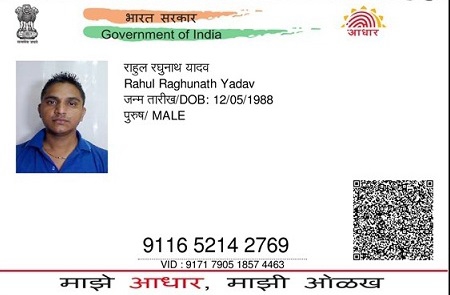 भारत सरकार
Government of India
आधार
राहुल रघुनाथ यादव
Rahul Raghunath Yadav
जन्म तारीख/DOB: 12/05/1988
पुरुष/ MALE
9116 5214 2769
VID : 9171 7905 1857 4463
माझे आधार, माझी ओळख